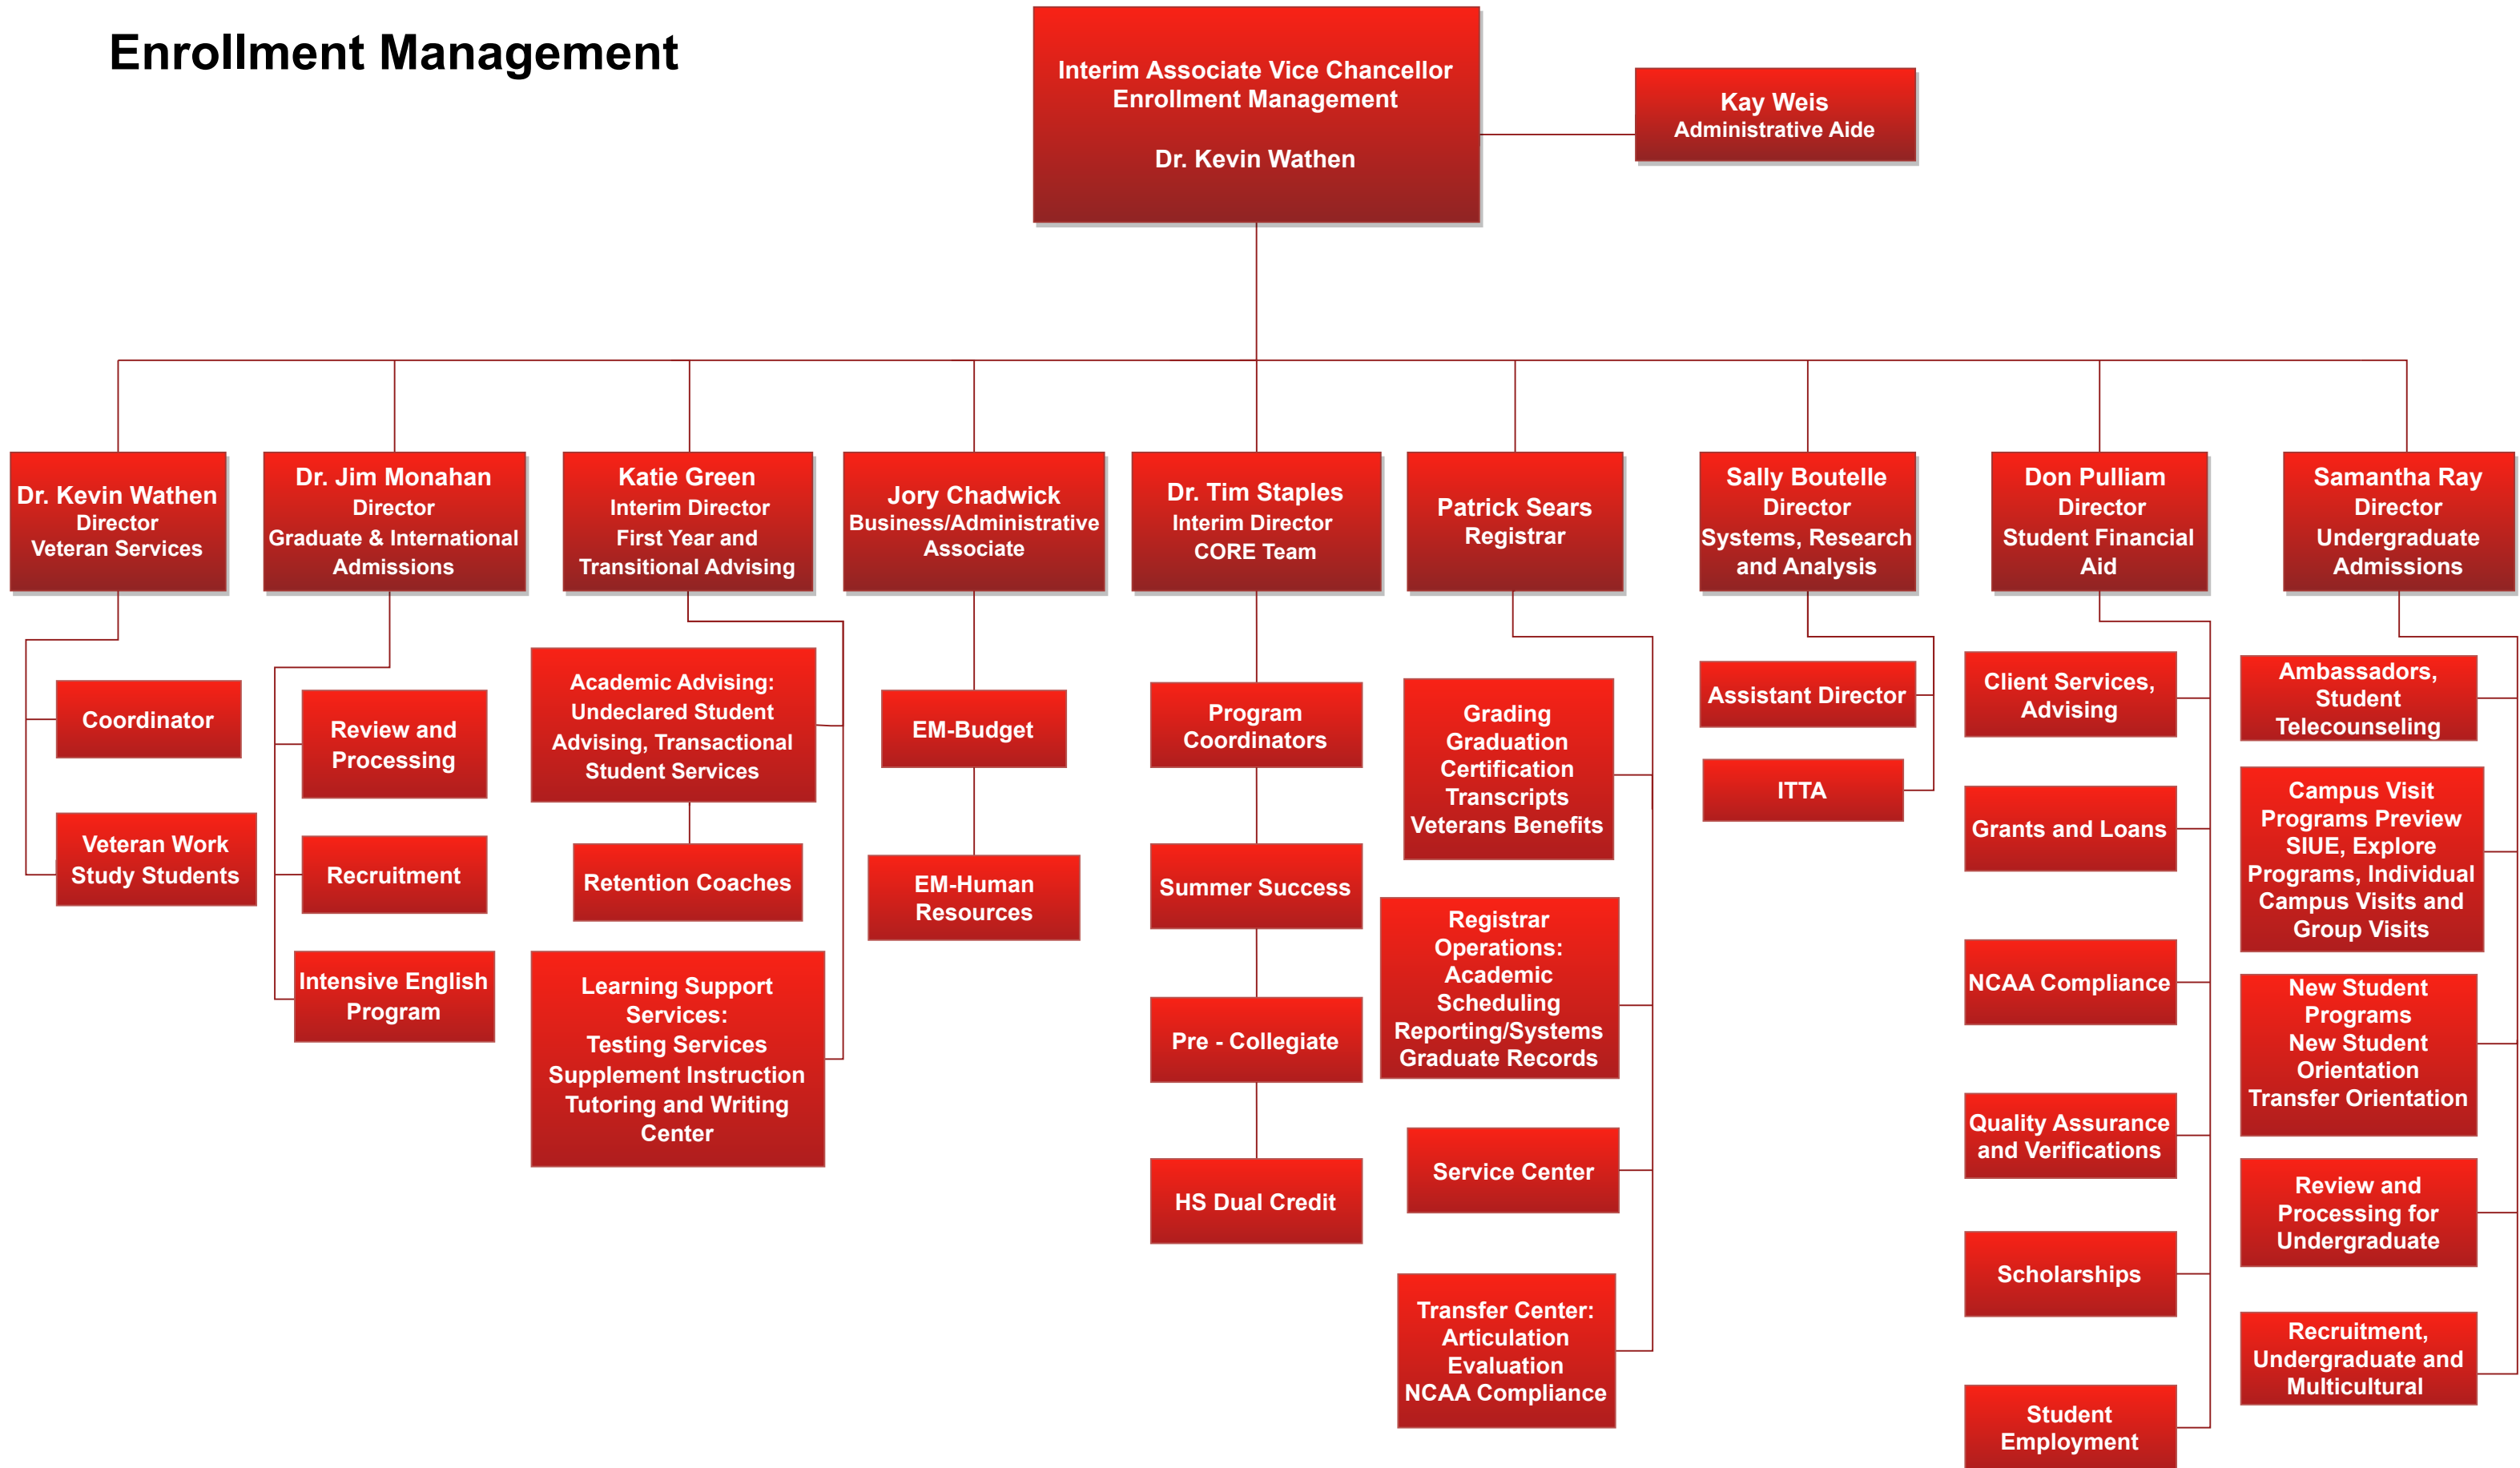 Enrollment Management
Interim Associate Vice Chancellor
Enrollment Management
Dr. Kevin Wathen
Kay Weis
Administrative Aide
Dr. Kevin Wathen
Director
Veteran Services
Dr. Jim Monahan
Director
Graduate & International
Admissions
Katie Green
Interim Director
First Year and
Transitional Advising
Jory Chadwick
Business/Administrative
Associate
Dr. Tim Staples
Interim Director
CORE Team
Patrick Sears
Registrar
Sally Boutelle
Director
Systems, Research
and Analysis
Don Pulliam
Director
Student Financial
Aid
Samantha Ray
Director
Undergraduate
Admissions
Coordinator
Veteran Work
Study Students
Review and
Processing
Recruitment
Intensive English
Program
Academic Advising:
Undeclared Student
Advising, Transactional
Student Services
Retention Coaches
Learning Support
Services:
Testing Services
Supplement Instruction
Tutoring and Writing
Center
EM-Budget
EM-Human
Resources
Program
Coordinators
Summer Success
Pre - Collegiate
HS Dual Credit
Grading
Graduation
Certification
Transcripts
Veterans Benefits
Registrar
Operations:
Academic
Scheduling
Reporting/Systems
Graduate Records
Service Center
Transfer Center:
Articulation
Evaluation
NCAA Compliance
Assistant Director
ITTA
Client Services,
Advising
Grants and Loans
NCAA Compliance
Quality Assurance
and Verifications
Scholarships
Student
Employment
Ambassadors,
Student
Telecounseling
Campus Visit
Programs Preview
SIUE, Explore
Programs, Individual
Campus Visits and
Group Visits
New Student
Programs
New Student
Orientation
Transfer Orientation
Review and
Processing for
Undergraduate
Recruitment,
Undergraduate and
Multicultural